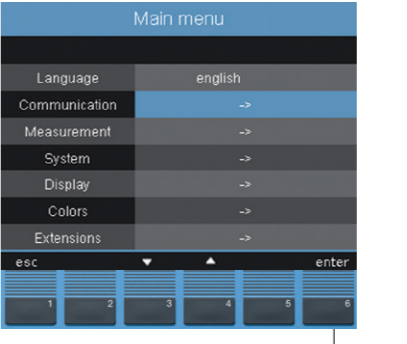 Main menu
Language english
Communication ->
Measurement ->
System ->
Display ->
Colors ->
Extensions ->
esc ▼ ▲ enter
1 2 3 4 5 6